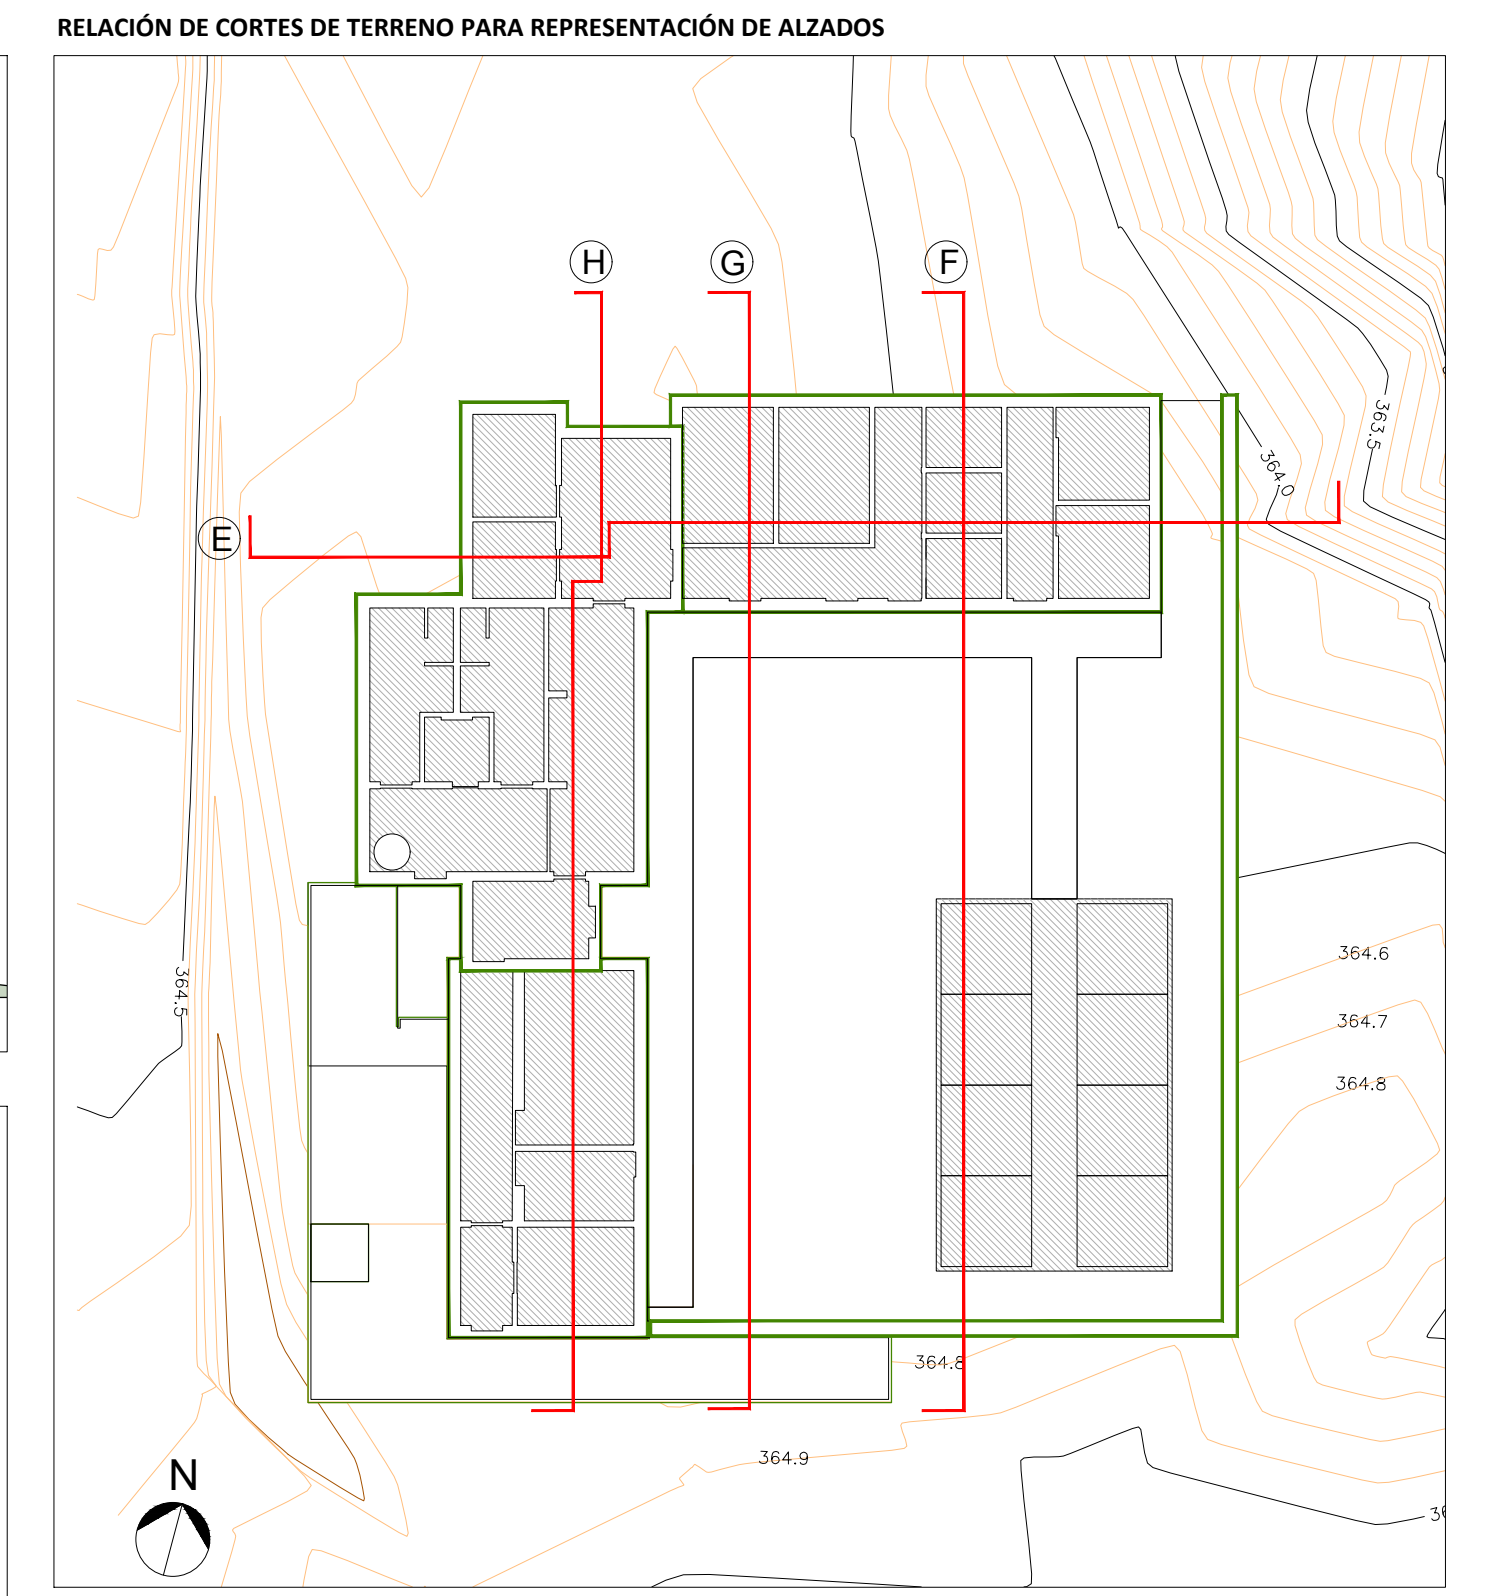 RELACIÓN DE CORTES DE TERRENO PARA REPRESENTACIÓN DE ALZADOS
H
G
F
363.5
364.0
E
364.6
364.5
364.7
364.8
364.8
364.9
N